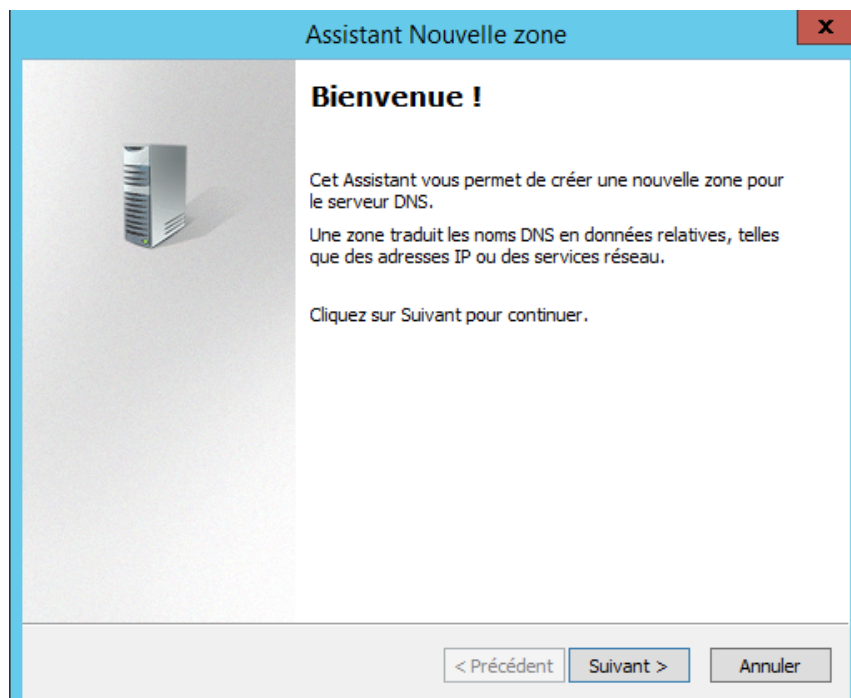 Assistant Nouvelle zone
x
Bienvenue !
Cet Assistant vous permet de créer une nouvelle zone pour
le serveur DNS.
Une zone traduit les noms DNS en données relatives, telles
que des adresses IP ou des services réseau.
Cliquez sur Suivant pour continuer.
< Précédent Suivant > Annuler